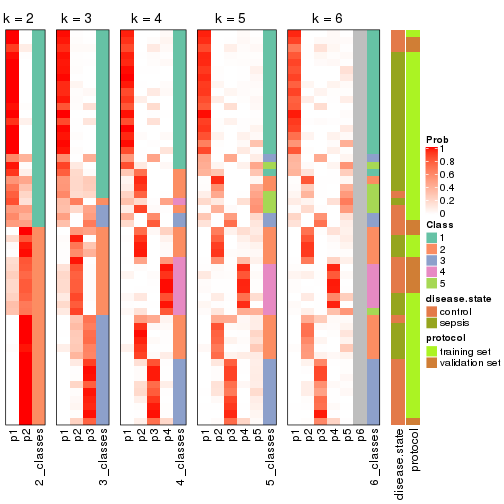 k = 2 k = 3 k = 4 k = 5 k = 6
p1 p2 2_classes p1 p2 p3 3_classes p1 p2 p3 p4 4_classes p1 p2 p3 p4 p5 5_classes p1 p2 p3 p4 p5 p6 6_classes disease.state protocol
Prob
1
0.8
0.6
0.4
0.2
0
Class
1
2
3
4
5
disease.state
control
sepsis
protocol
training set
validation set